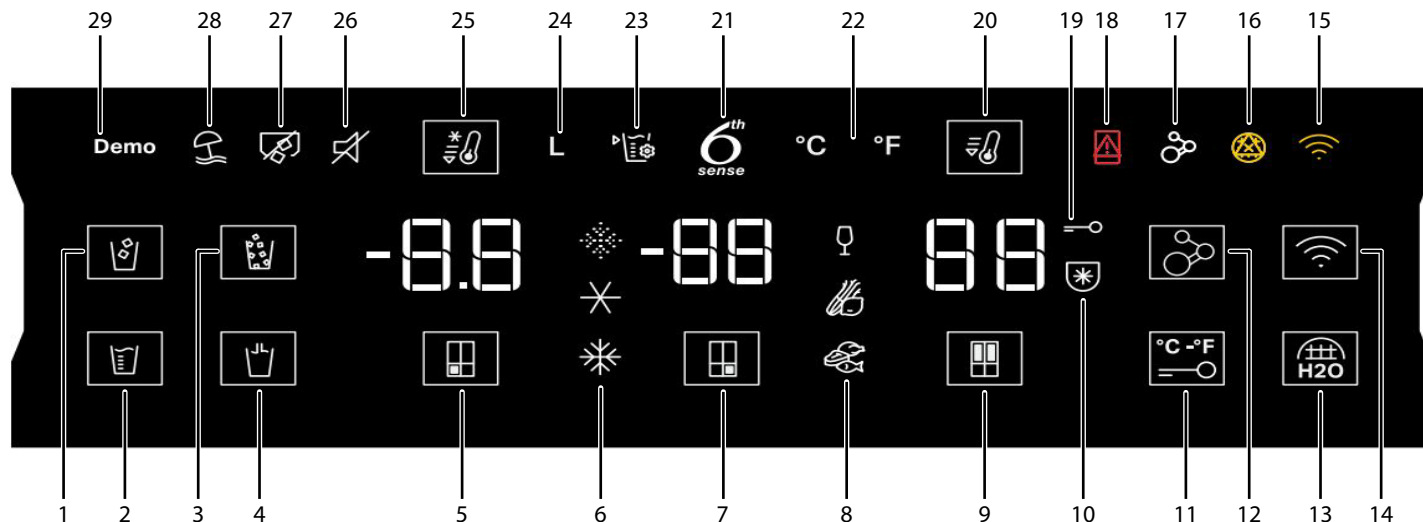 29 28 27 26 25 24 23 21 22 20 19 18 17 16 15
Demo L 6th sense °C °F
-8.8 -88 88
°C -°F
H2O
1 2 3 4 5 6 7 8 9 10 11 12 13 14